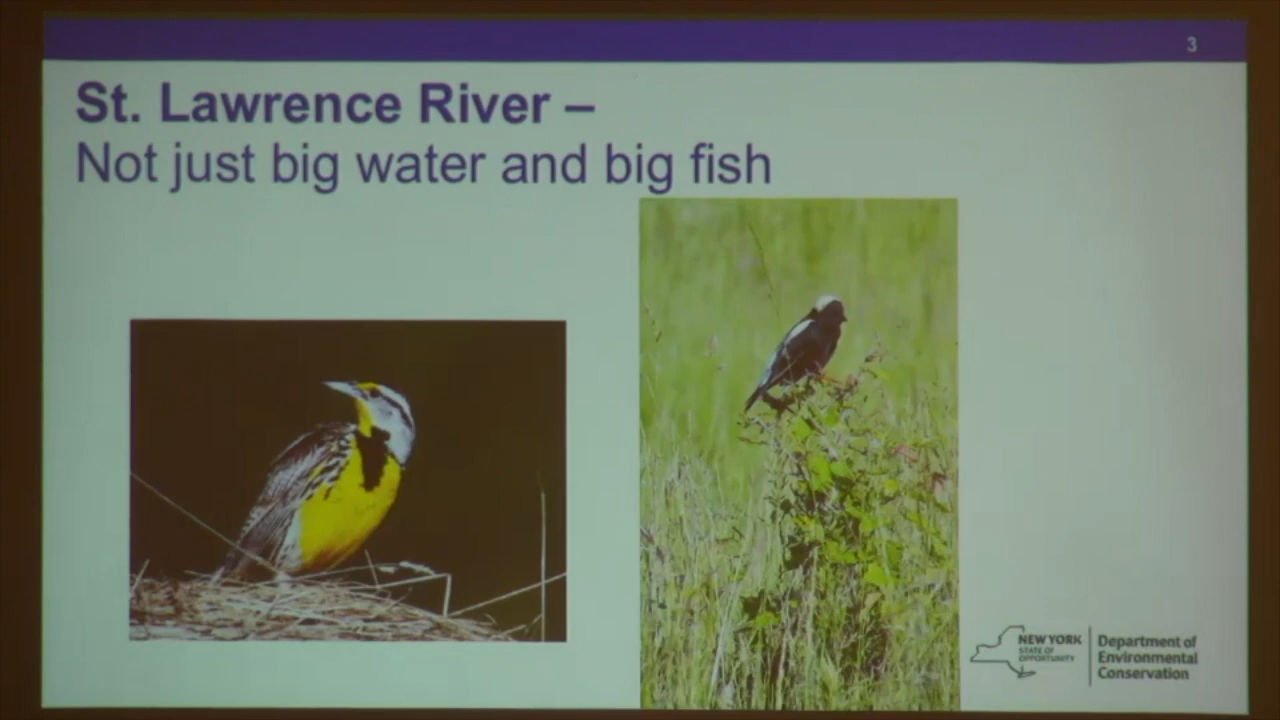 3
St. Lawrence River –
Not just big water and big fish
NEW YORK
STATE OF
OPPORTUNITY
Department of
Environmental
Conservation